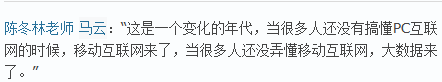 陈冬林老师 马云：“这是一个变化的年代，当很多人还没有搞懂PC互联
网的时候，移动互联网来了，当很多人还没弄懂移动互联网，大数据来
了。”